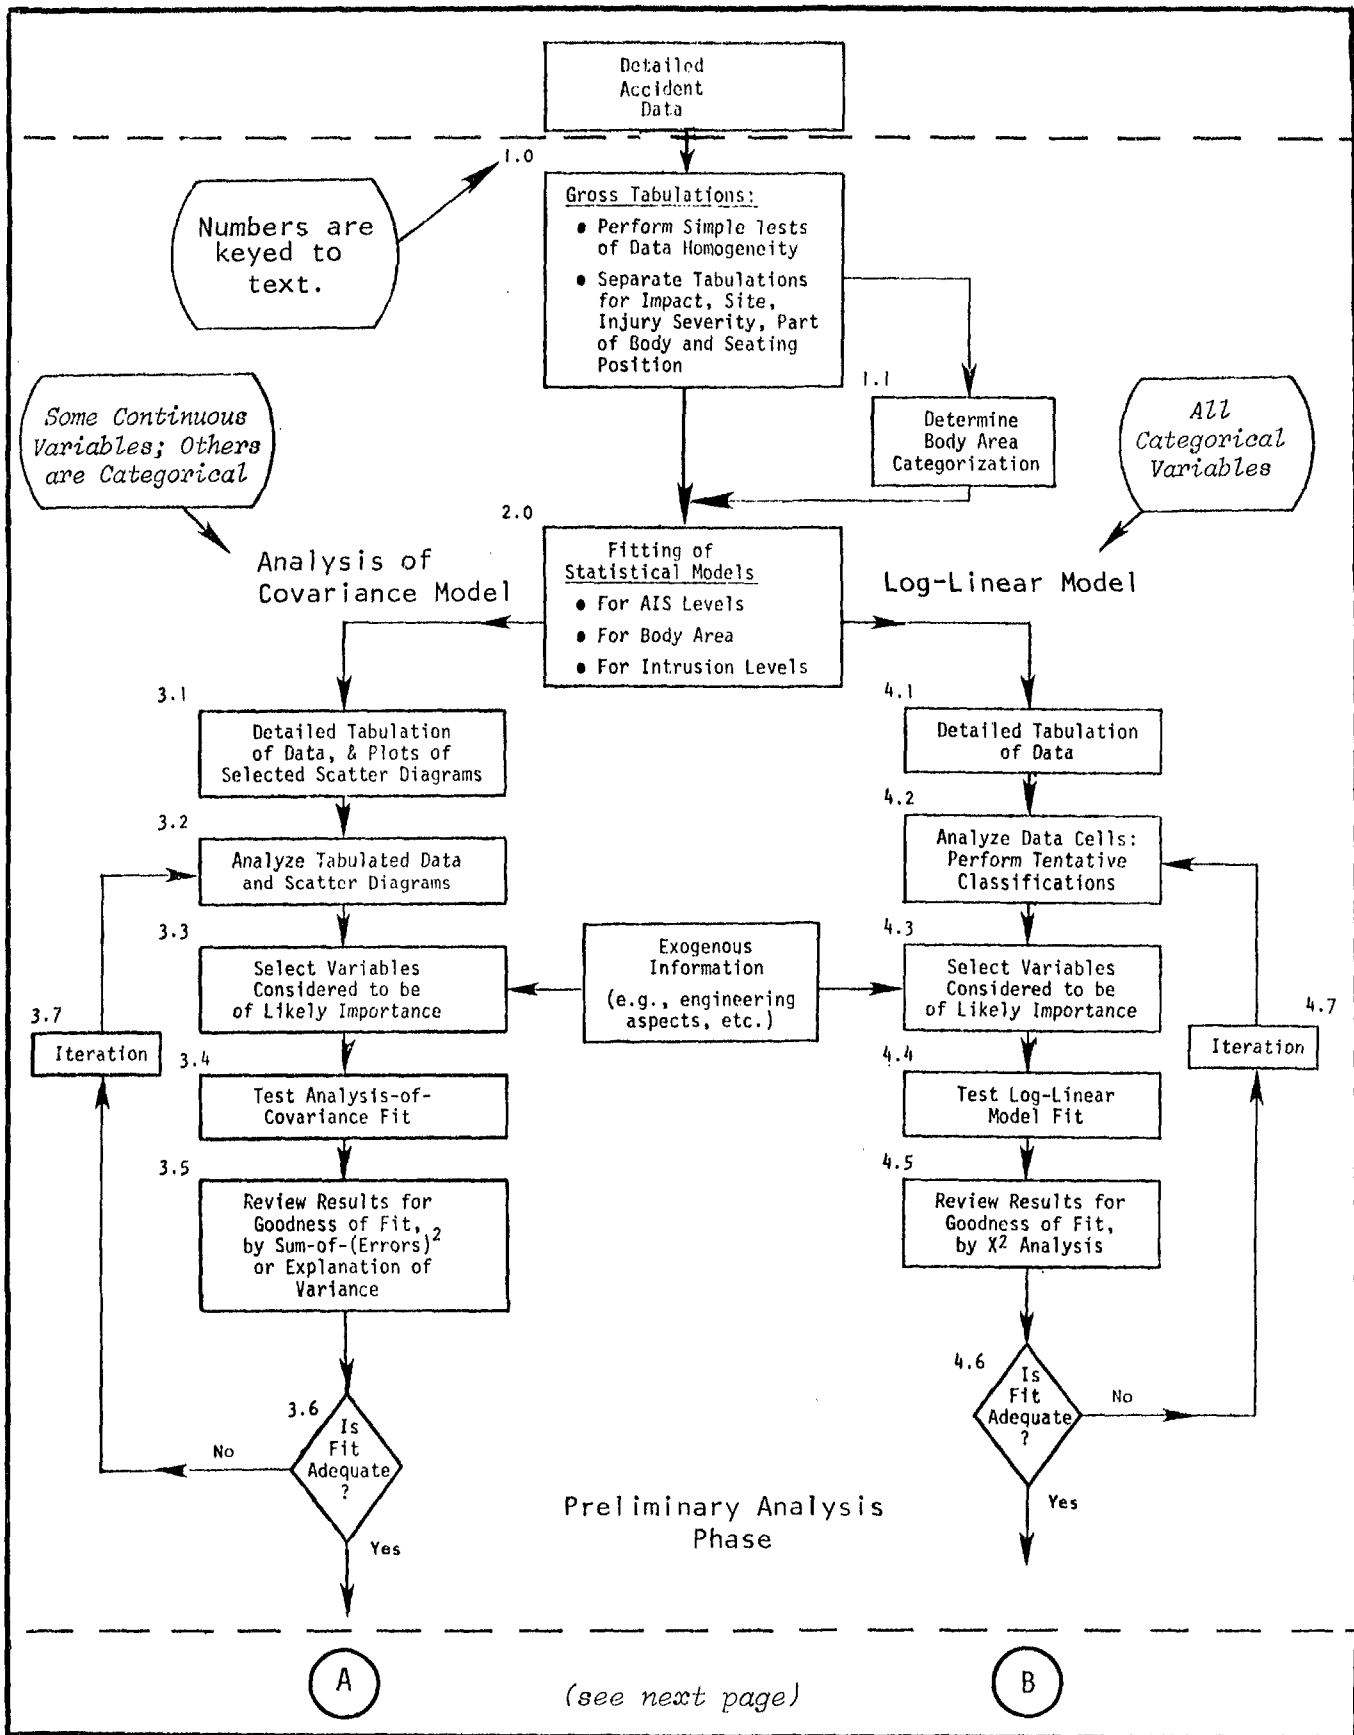 Detailed
Accident
Data
1.0
Numbers are
keyed to
text.
Gross Tabulations:
• Perform Simple Tests
of Data Homogeneity
• Separate Tabulations
for Impact, Site,
Injury Severity, Part
of Body and Seating
Position
1.1
Determine
Body Area
Categorization
Some Continuous
Variables; Others
are Categorical
All
Categorical
Variables
2.0
Fitting of
Statistical Models
• For AIS Levels
• For Body Area
• For Intrusion Levels
Analysis of
Covariance Model
Log-Linear Model
3.1
Detailed Tabulation
of Data, & Plots of
Selected Scatter Diagrams
3.2
Analyze Tabulated Data
and Scatter Diagrams
3.3
Select Variables
Considered to be
of Likely Importance
3.7
Iteration
3.4
Test Analysis-of-
Covariance Fit
3.5
Review Results for
Goodness of Fit,
by Sum-of-(Errors)²
or Explanation of
Variance
3.6
Is
Fit
Adequate
?
No
Yes
Exogenous
Information
(e.g., engineering
aspects, etc.)
4.1
Detailed Tabulation
of Data
4.2
Analyze Data Cells:
Perform Tentative
Classifications
4.3
Select Variables
Considered to be
of Likely Importance
4.7
Iteration
4.4
Test Log-Linear
Model Fit
4.5
Review Results for
Goodness of Fit,
by X² Analysis
4.6
Is
Fit
Adequate
?
No
Yes
Preliminary Analysis
Phase
A
(see next page)
B